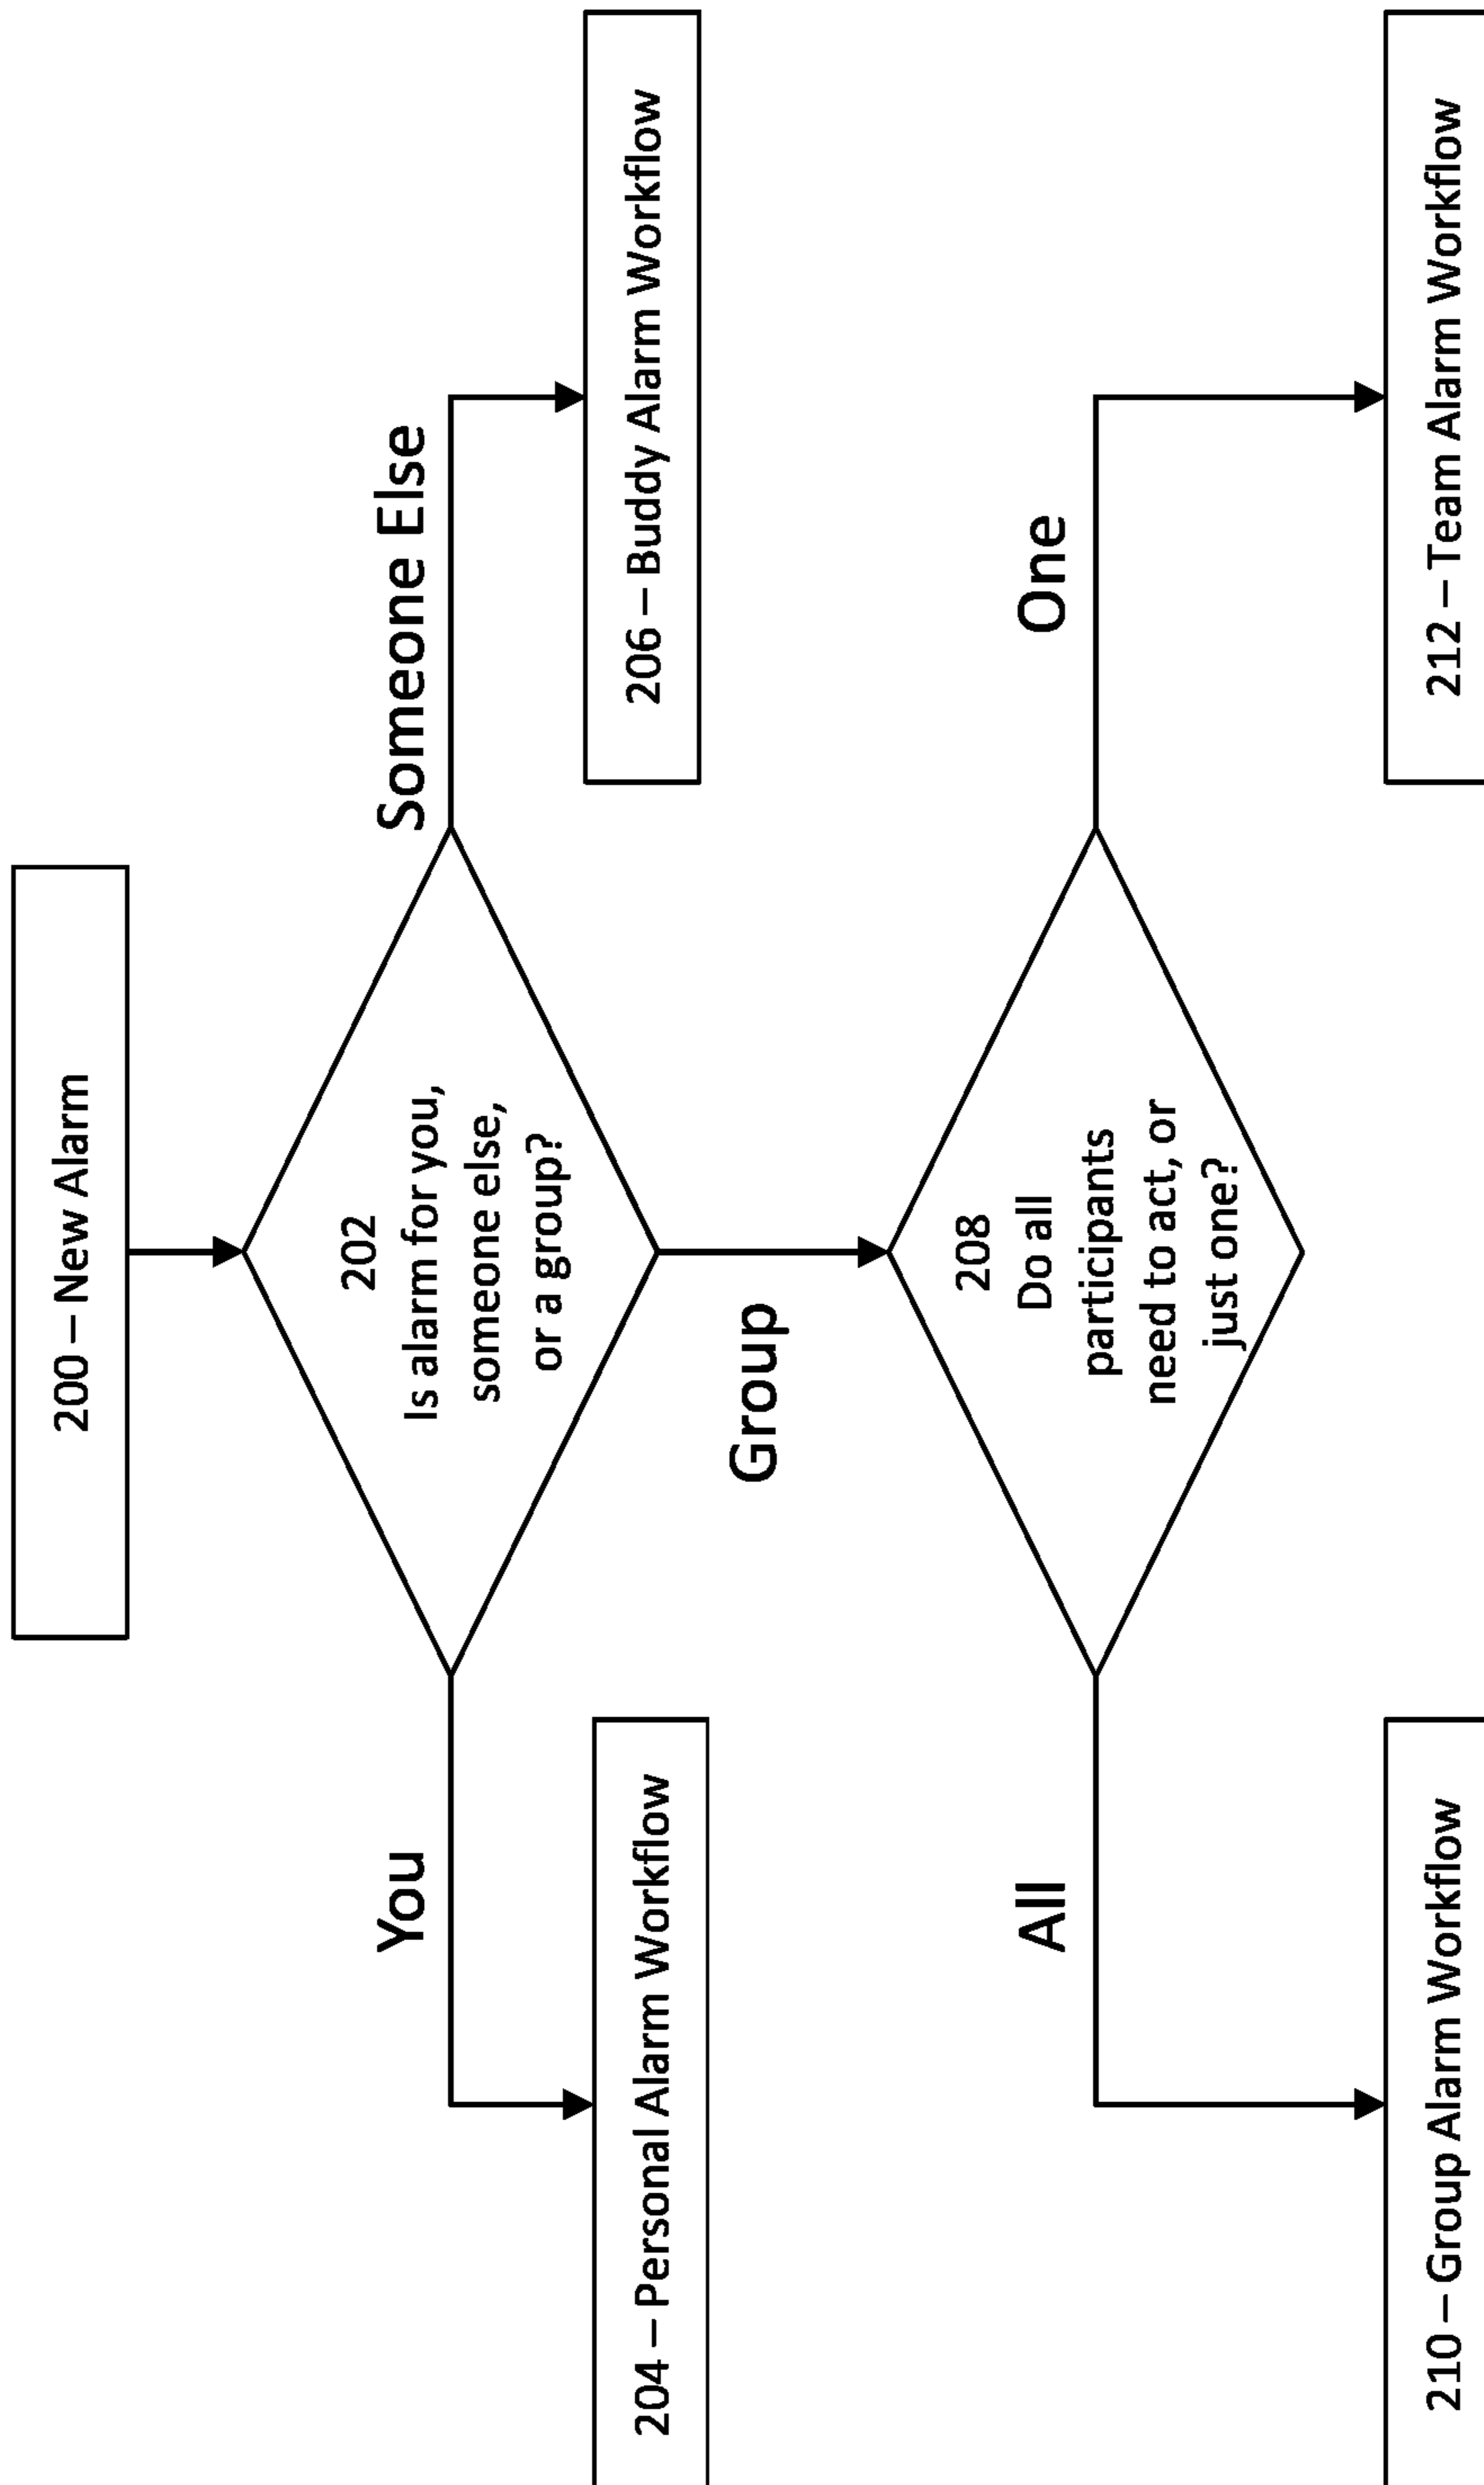 200 – New Alarm
202
Is alarm for you,
someone else,
or a group?
You
Someone Else
204 – Personal Alarm Workflow
206 – Buddy Alarm Workflow
Group
208
Do all
participants
need to act, or
just one?
All
One
210 – Group Alarm Workflow
212 – Team Alarm Workflow